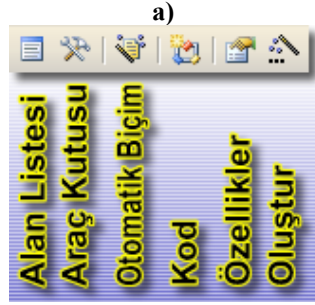 a)
Alan Listesi
Araç Kutusu
Otomatik Biçim
Kod
Özellikler
Oluştur